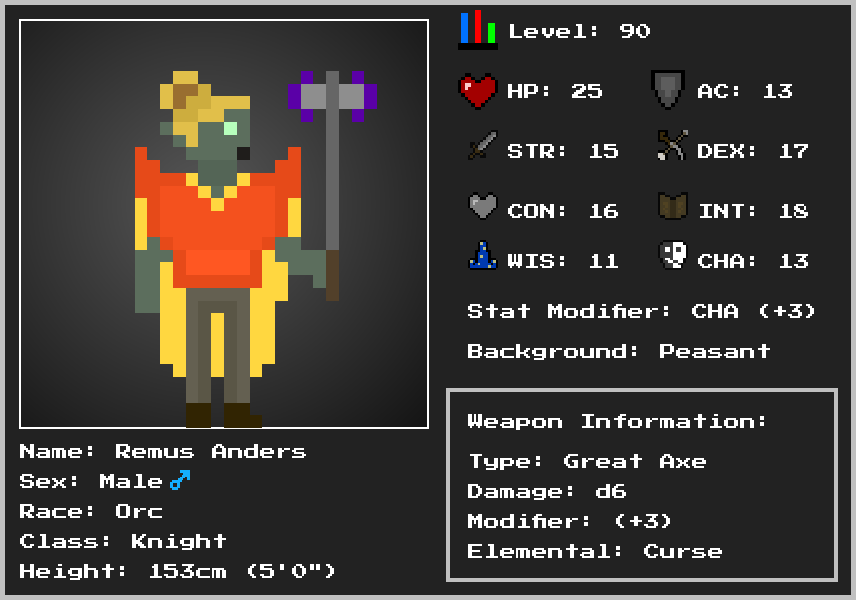 Level: 90
HP: 25 AC: 13
STR: 15 DEX: 17
CON: 16 INT: 18
WIS: 11 CHA: 13
Stat Modifier: CHA (+3)
Background: Peasant
Weapon Information:
Type: Great Axe
Damage: d6
Modifier: (+3)
Elemental: Curse
Name: Remus Anders
Sex: Male ♂
Race: Orc
Class: Knight
Height: 153cm (5'0")